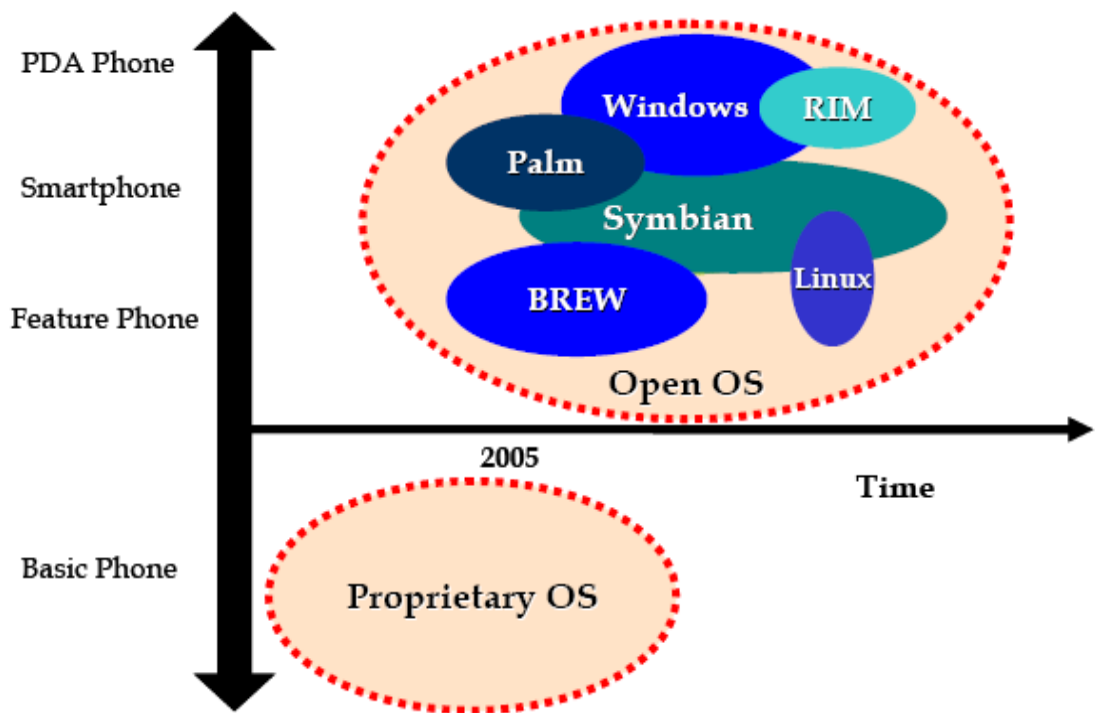 PDA Phone
Windows
RIM
Palm
Smartphone
Symbian
Linux
BREW
Feature Phone
Open OS
2005
Time
Basic Phone
Proprietary OS